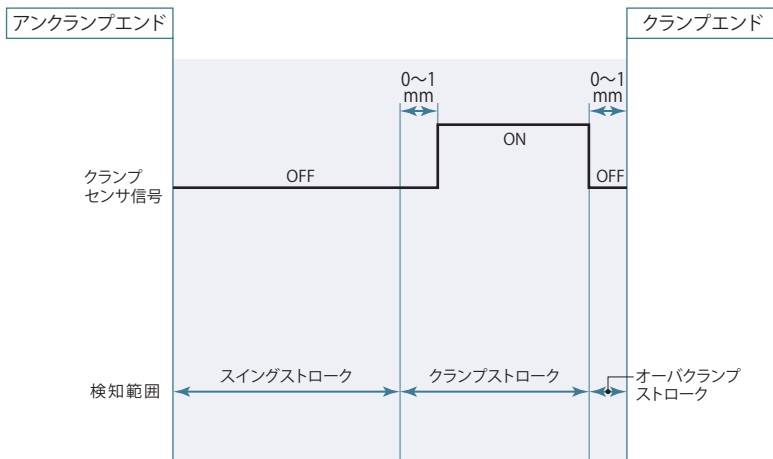 アンクランプエンド
クランプエンド
0〜1
mm
0〜1
mm
ON
クランプ
センサ信号
OFF
OFF
検知範囲
スイングストローク
クランプストローク
オーバクランプ
ストローク